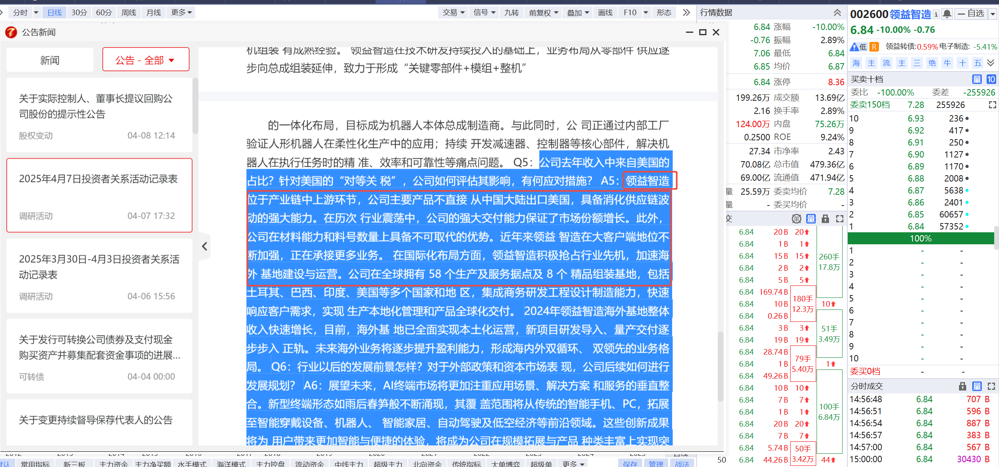 分时
日线
30分
60分
周线
月线
更多
交易
信号
九转
前复权
叠加
画线
F10
形态
行情数据
002600 领益智造
自选
公告新闻
6.84 -10.00% -0.76
低 R 领益转债:0.59% 电子制造: -5.41%
海 主 流 主 三 绝 牛 十 五
新闻
公告 - 全部
关于实际控制人、董事长提议回购公
司股份的提示性公告
股权变动 04-08 12:14
2025年4月7日投资者关系活动记录表
调研活动 04-07 17:32
2025年3月30日-4月3日投资者关系活
动记录表
调研活动 04-06 15:56
关于发行可转换公司债券及支付现金
购买资产并募集配套资金事项的进展...
可转债 04-04 00:00
关于变更持续督导保荐代表人的公告
机组装 有成熟经验。 领益智造在技术研发持续投入的基础上，业务布局从零部件 供应逐
步向总成组装延伸，致力于形成“关键零部件+模组+整机”
的一体化布局，目标成为机器人本体总成制造商。与此同时，公 司正通过内部工厂
验证人形机器人在柔性化生产中的应用；持续 开发减速器、控制器等核心部件，解决机
器人在执行任务时的精 准、效率和可靠性等痛点问题。 Q5：公司去年收入中来自美国的
占比？针对美国的“对等关 税”，公司如何评估其影响，有何应对措施？ A5：领益智造
位于产业链中上游环节，公司主要产品不直接 从中国大陆出口美国，具备消化供应链波
动的强大能力。在历次 行业震荡中，公司的强大交付能力保证了市场份额增长。此外，
公司在材料能力和料号数量上具备不可取代的优势。近年来领益 智造在大客户端地位不
断加强，正在承接更多业务。 在国际化布局方面，领益智造积极抢占行业先机，加速海
外 基地建设与运营。公司在全球拥有 58 个生产及服务据点及 8 个 精品组装基地，包括
土耳其、巴西、印度、美国等多个国家和地 区，集成商务研发工程设计制造能力，快速
响应客户需求，实现 生产本地化管理和产品全球化交付。 2024年领益智造海外基地整体
收入快速增长，目前，海外基 地已全面实现本土化运营，新项目研发导入、量产交付逐
步步入 正轨。未来海外业务将逐步提升盈利能力，形成海内外双循环、 双领先的业务格
局。 Q6：行业以后的发展前景怎样？对于外部政策和资本市场表 现，公司后续如何进行
发展规划？ A6：展望未来，AI终端市场将更加注重应用场景、解决方案 和服务的垂直整
合。新型终端形态如雨后春笋般不断涌现，其覆 盖范围将从传统的智能手机、PC，拓展
至智能穿戴设备、机器人、 智能家居、自动驾驶及低空经济等前沿领域。这些创新成果
将为 用户带来更加智能与便捷的体验，将成为公司在规模拓展与产品 种类丰富上实现突
6.84 涨幅 -10.00%
-0.76 振幅 2.89%
7.06 最低 6.84
6.85 均价 6.87
6.84 涨停 8.36
199.26万 成交额 13.69亿
2.16 换手率 2.89%
124.00万 内盘 75.26万
0.2500 ROE 9.24%
27.34 市净率 2.43
70.08亿 总市值 479.36亿
69.00亿 流通值 471.94亿
量 25.59万 委卖均价 7.28
量 - 委买均价 -
交 单 量
6.84 20 B 20
6.84 1 B 1
6.84 15 B 15
6.84 2 B 2
6.84 5 B 5
6.84 169.74 B
6.84 10 B 10
6.84 0.26 B
6.84 3 B 3
6.84 19 B 19
6.84 28.74 B
6.84 1 B 1
6.84 49.26 B
6.84 10 B 10
6.84 7 B 7
6.84 1 B 1
6.84 20 B 20
6.84 7 B 7
6.84 5.74 B
50 6.84 44.26 B 44
180手
12.3万
79手
5.40万
50手
3.42万
260手
17.8万
51手
3.49万
100手
6.84万
买卖十档 量 10
委比 -100.00% 委差 -255926
委卖150档 7.28 255926
10 6.93 236
9 6.92 417
8 6.91 250
7 6.90 1127
6 6.89 1170
5 6.88 2008
4 6.87 5638
3 6.86 2401
2 6.85 60657
1 6.84 57352
100%
1 - -
2 - -
3 - -
4 - -
5 - -
6 - -
7 - -
8 - -
9 - -
10 - -
委买0档 - -
分时成交 量
14:56:48 6.84 707 B
14:56:51 6.84 596 B
14:56:54 6.84 887 B
14:56:57 6.84 383 B
14:57:00 6.84 567 B
15:00:00 6.84 30430 B
2012 2013 2014 2015 2016 2017 2018 2019 2020 2021 2022 2023 2024 2025 日线
默认 常用指标 新三板 主力资金 主力净买额 水手模式 海洋模式 主力控盘 流动资金 中线主力 超级主力 北向资金 传统指标 大单博弈 超级单 更多 保存 管理 战法